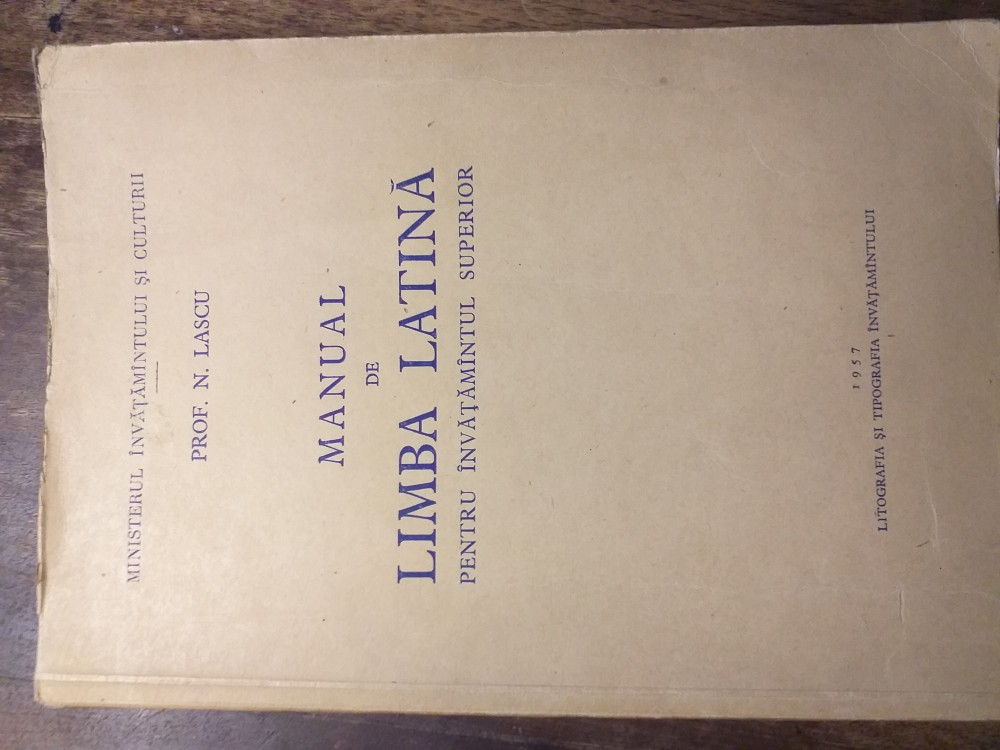 MINISTERUL ÎNVĂȚĂMÎNTULUI ȘI CULTURII
PROF. N. LASCU
MANUAL
DE
LIMBA LATINĂ
PENTRU ÎNVĂȚĂMÎNTUL SUPERIOR
1957
LITOGRAFIA ȘI TIPOGRAFIA ÎNVĂȚĂMÎNTULUI